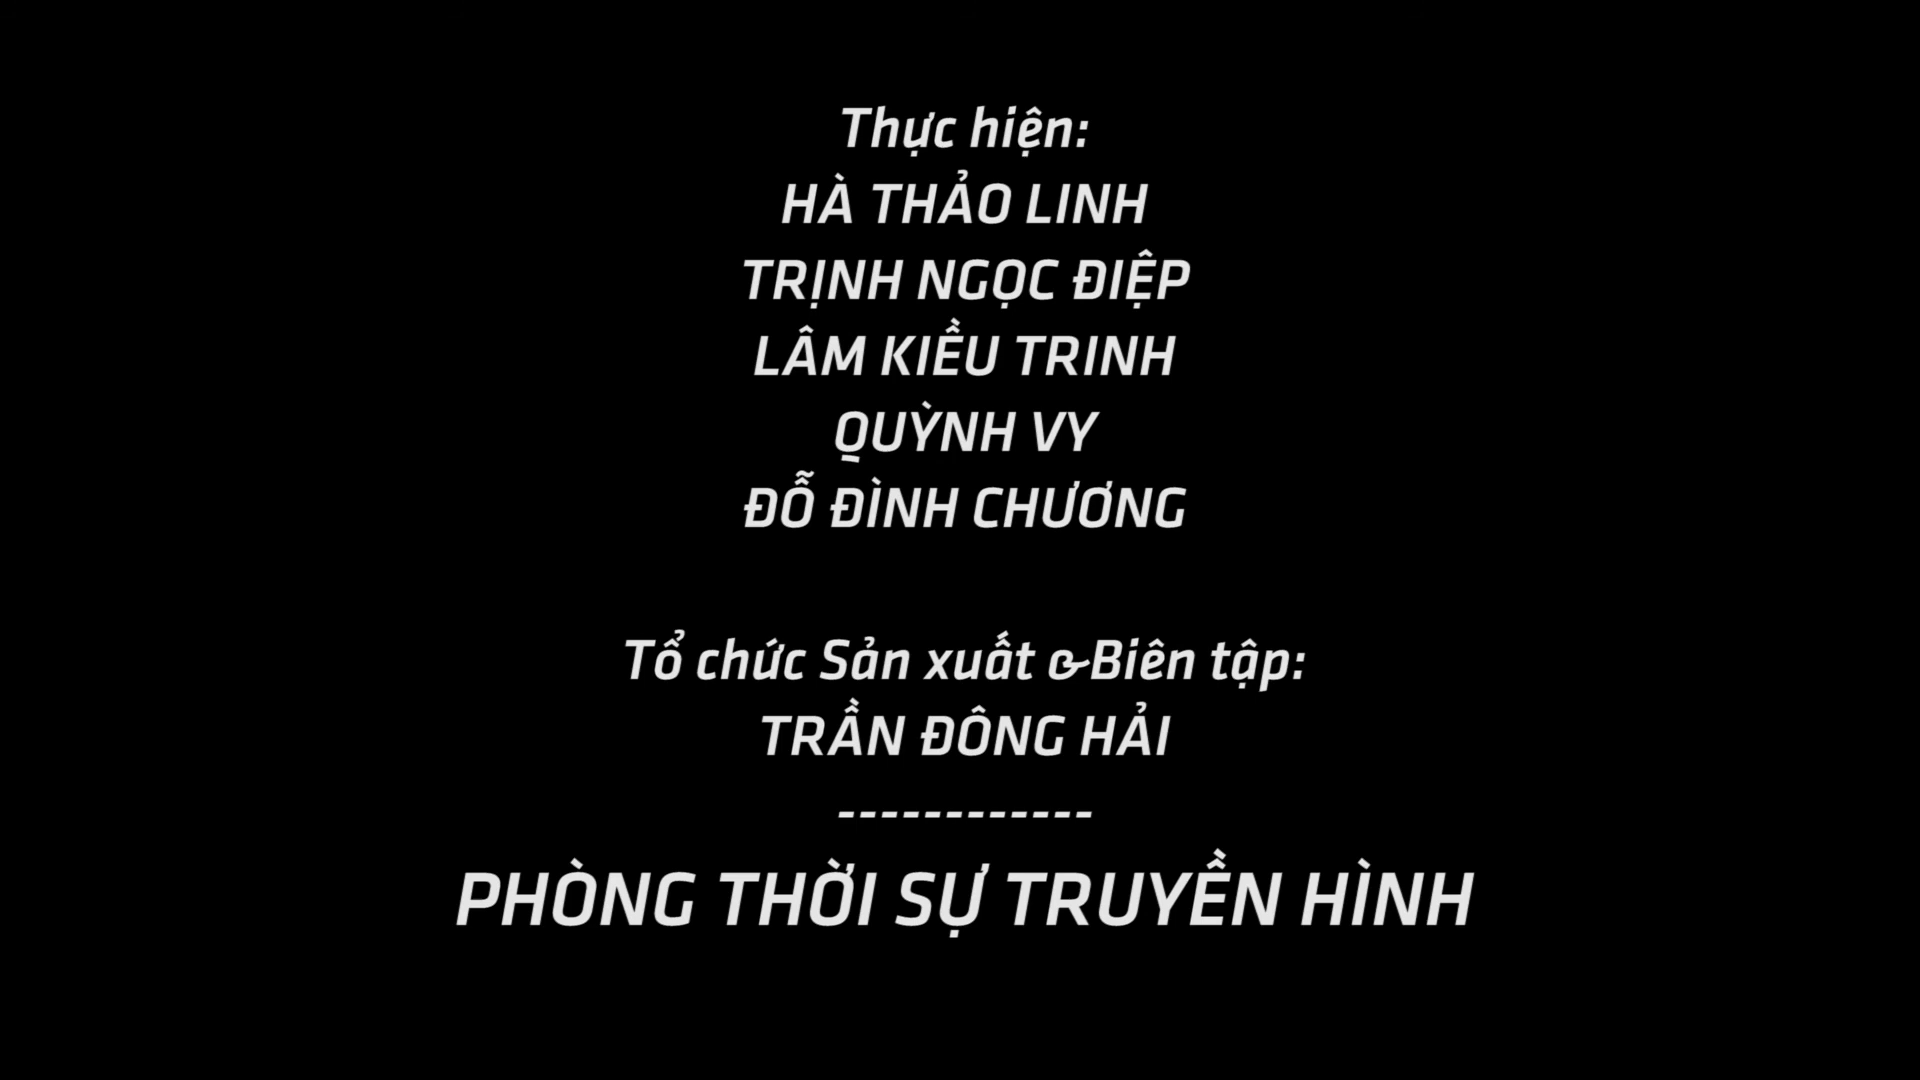 Thực hiện:
HÀ THẢO LINH
TRỊNH NGỌC ĐIỆP
LÂM KIỀU TRINH
QUỲNH VY
ĐỖ ĐÌNH CHƯƠNG
Tổ chức Sản xuất &Biên tập:
TRẦN ĐÔNG HẢI
------------
PHÒNG THỜI SỰ TRUYỀN HÌNH